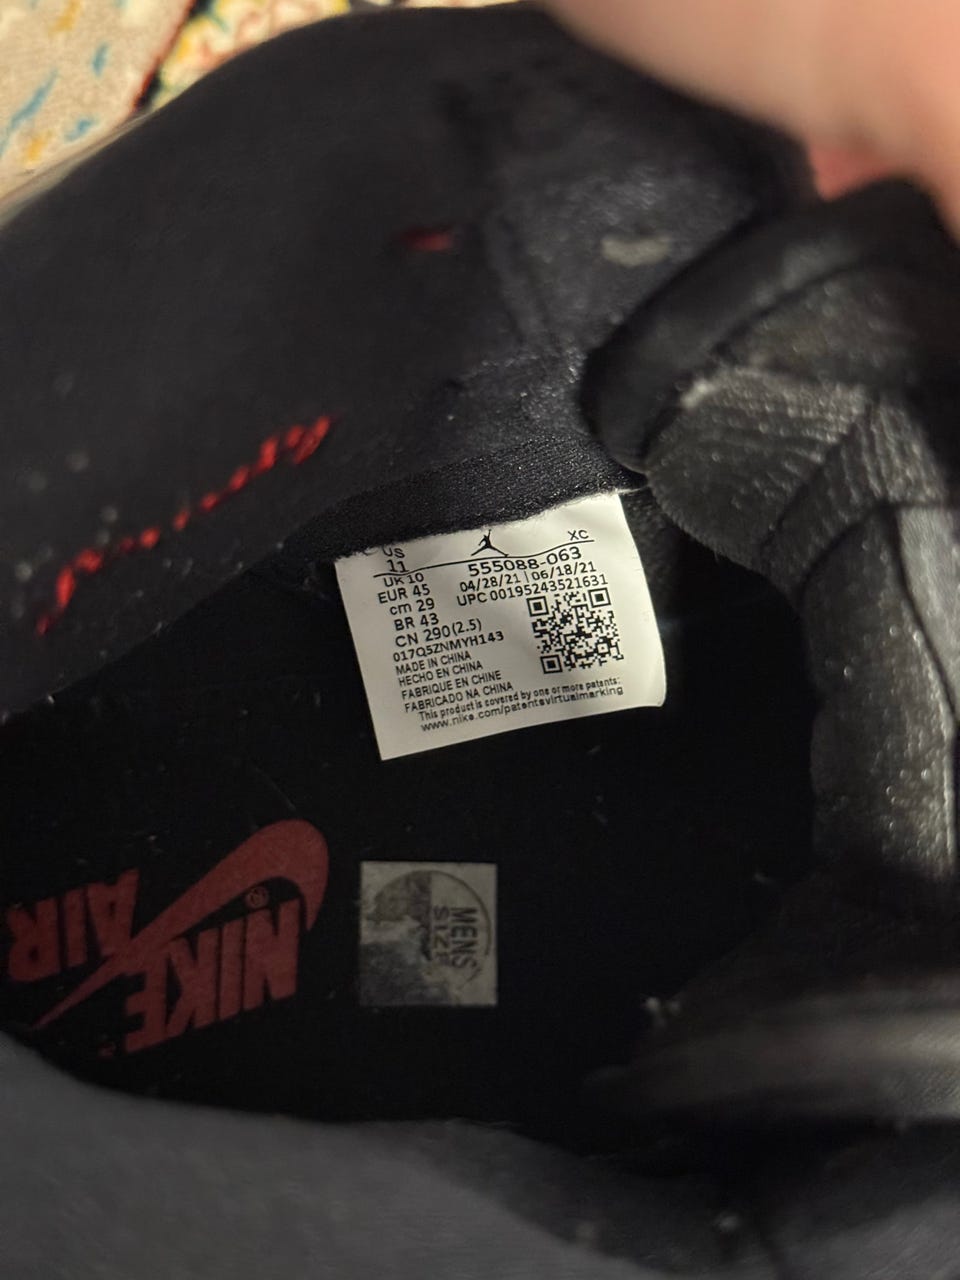 US
11
XC
UK 10
EUR 45
cm 29
BR 43
CN 290 (2.5)
017Q5ZNMYH143
555088-063
04/28/21 | 06/18/21
UPC 00195243521631
MADE IN CHINA
HECHO EN CHINA
FABRIQUE EN CHINE
FABRICADO NA CHINA
This product is covered by one or more patents:
www.nike.com/patentsvirtualmarking
NIKE
AIR
MENS
SIZE